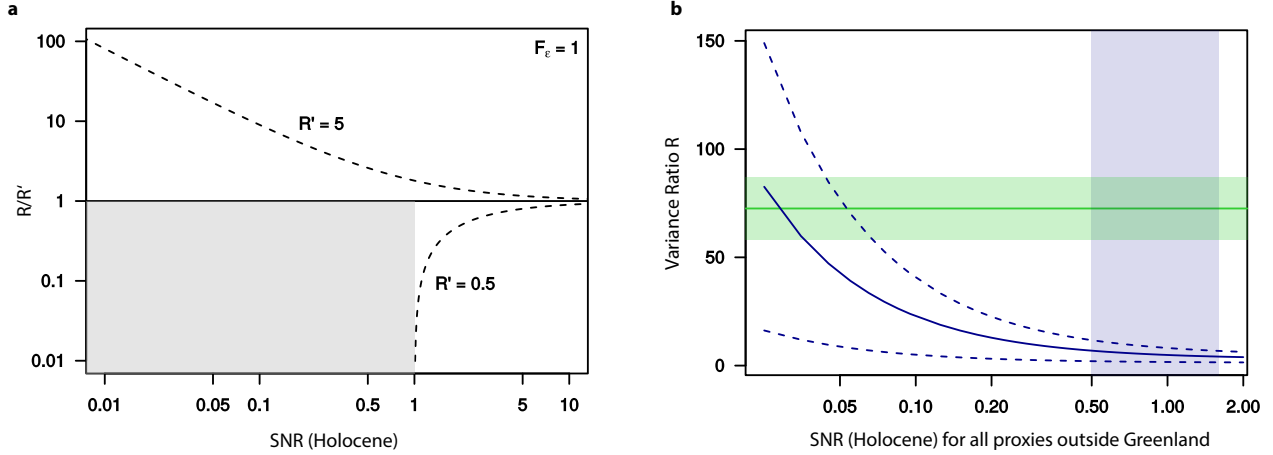 a
F_ε = 1
100
10
1
0.1
0.01
R/R'
R' = 5
R' = 0.5
0.01 0.05 0.1 0.5 1 5 10
SNR (Holocene)
b
150
100
50
0
Variance Ratio R
0.05 0.10 0.20 0.50 1.00 2.00
SNR (Holocene) for all proxies outside Greenland